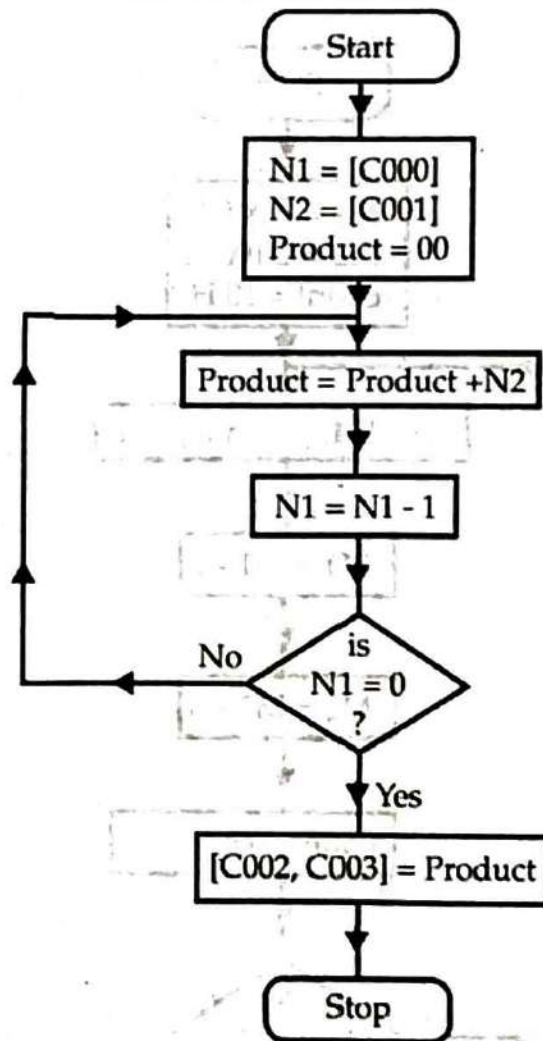 Start
N1 = [C000]
N2 = [C001]
Product = 00
Product = Product +N2
N1 = N1 - 1
is
N1 = 0
?
No
Yes
[C002, C003] = Product
Stop